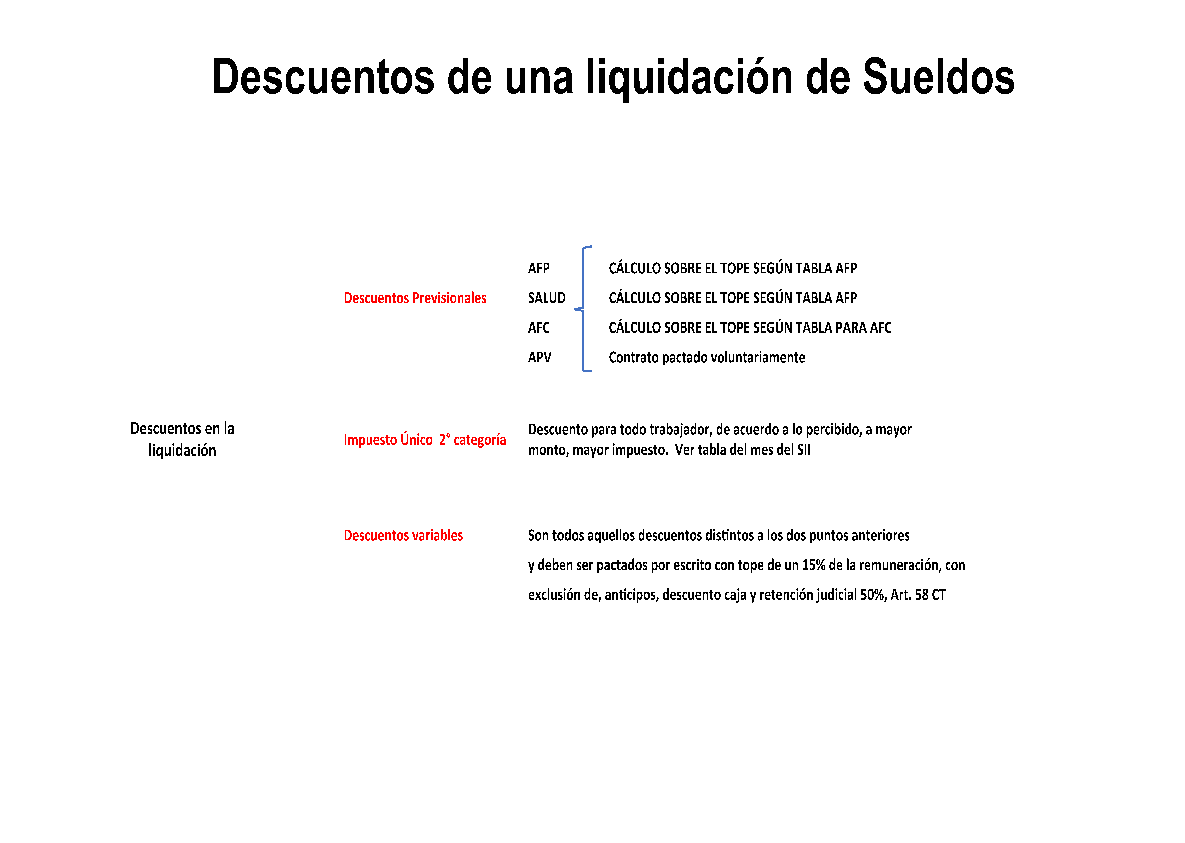 Descuentos de una liquidación de Sueldos
AFP CÁLCULO SOBRE EL TOPE SEGÚN TABLA AFP
Descuentos Previsionales SALUD CÁLCULO SOBRE EL TOPE SEGÚN TABLA AFP
AFC CÁLCULO SOBRE EL TOPE SEGÚN TABLA PARA AFC
APV Contrato pactado voluntariamente
Descuentos en la
liquidación
Impuesto Único 2° categoría
Descuento para todo trabajador, de acuerdo a lo percibido, a mayor
monto, mayor impuesto. Ver tabla del mes del SII
Descuentos variables Son todos aquellos descuentos distintos a los dos puntos anteriores
y deben ser pactados por escrito con tope de un 15% de la remuneración, con
exclusión de, anticipos, descuento caja y retención judicial 50%, Art. 58 CT